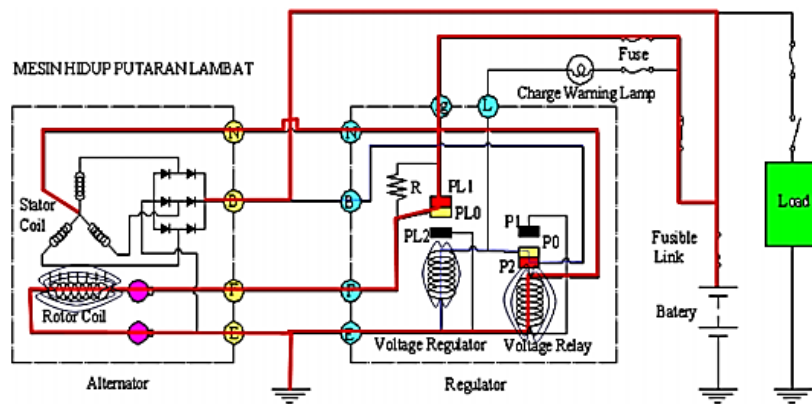 MESIN HIDUP PUTARAN LAMBAT
Fuse
Charge Warning Lamp
Ig
L
N
N
B
B
R
PL1
PL0
PL2
P1
P0
P2
Stator
Coil
Load
Fusible
Link
F
F
Rotor Coil
Batery
E
E
Voltage Regulator
Voltage Relay
Alternator
Regulator